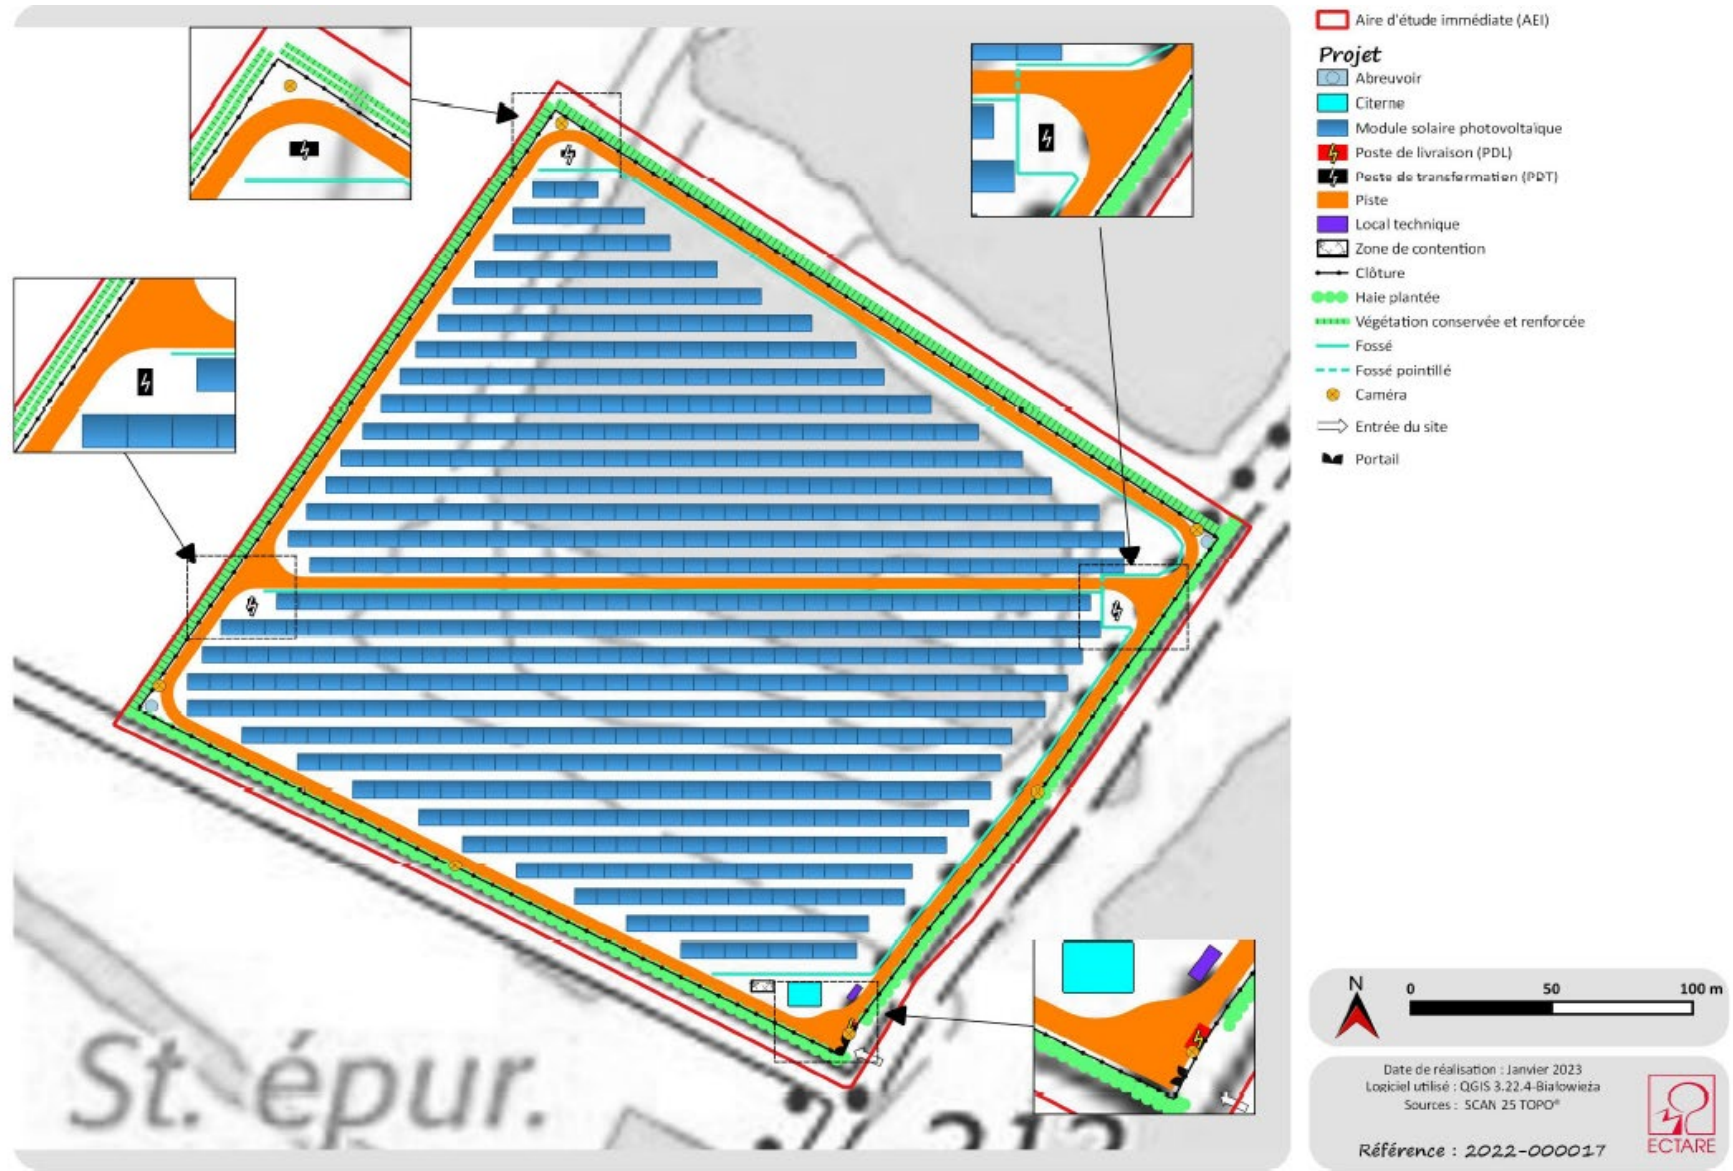 Aire d'étude immédiate (AEI)
Projet
Abreuvoir
Citerne
Module solaire photovoltaïque
Poste de livraison (PDL)
Poste de transformation (PDT)
Piste
Local technique
Zone de contention
Clôture
Haie plantée
Végétation conservée et renforcée
Fossé
Fossé pointillé
Caméra
Entrée du site
Portail
St. épur.
N
0 50 100 m
Date de réalisation : Janvier 2023
Logiciel utilisé : QGIS 3.22.4-Białowieża
Sources : SCAN 25 TOPO®
Référence : 2022-000017
ECTARE